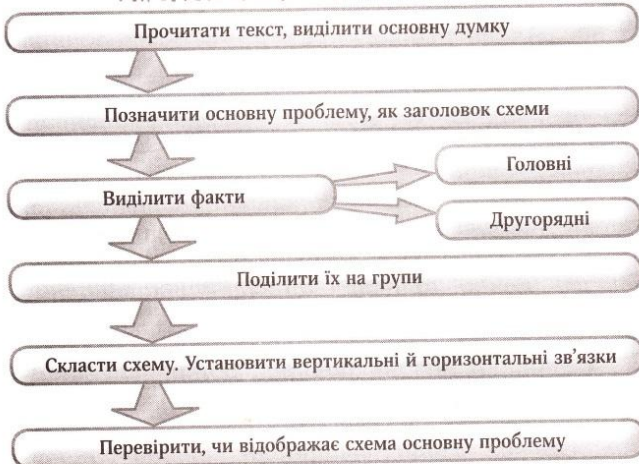 Прочитати текст, виділити основну думку
Позначити основну проблему, як заголовок схеми
Виділити факти
Головні
Другорядні
Поділити їх на групи
Скласти схему. Установити вертикальні й горизонтальні зв'язки
Перевірити, чи відображає схема основну проблему